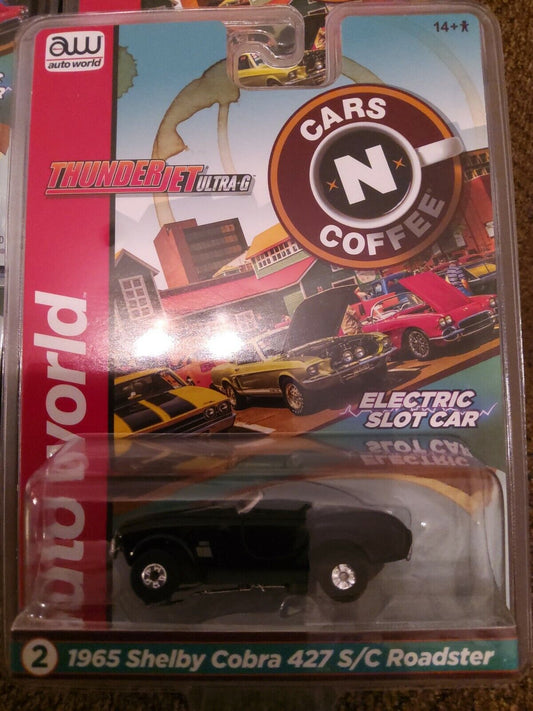 aw
auto world
14+
CARS
N
COFFEE
THUNDERJET ULTRA-G
auto world
ELECTRIC
SLOT CAR
ELECTRIC
SLOT CAR
2 1965 Shelby Cobra 427 S/C Roadster